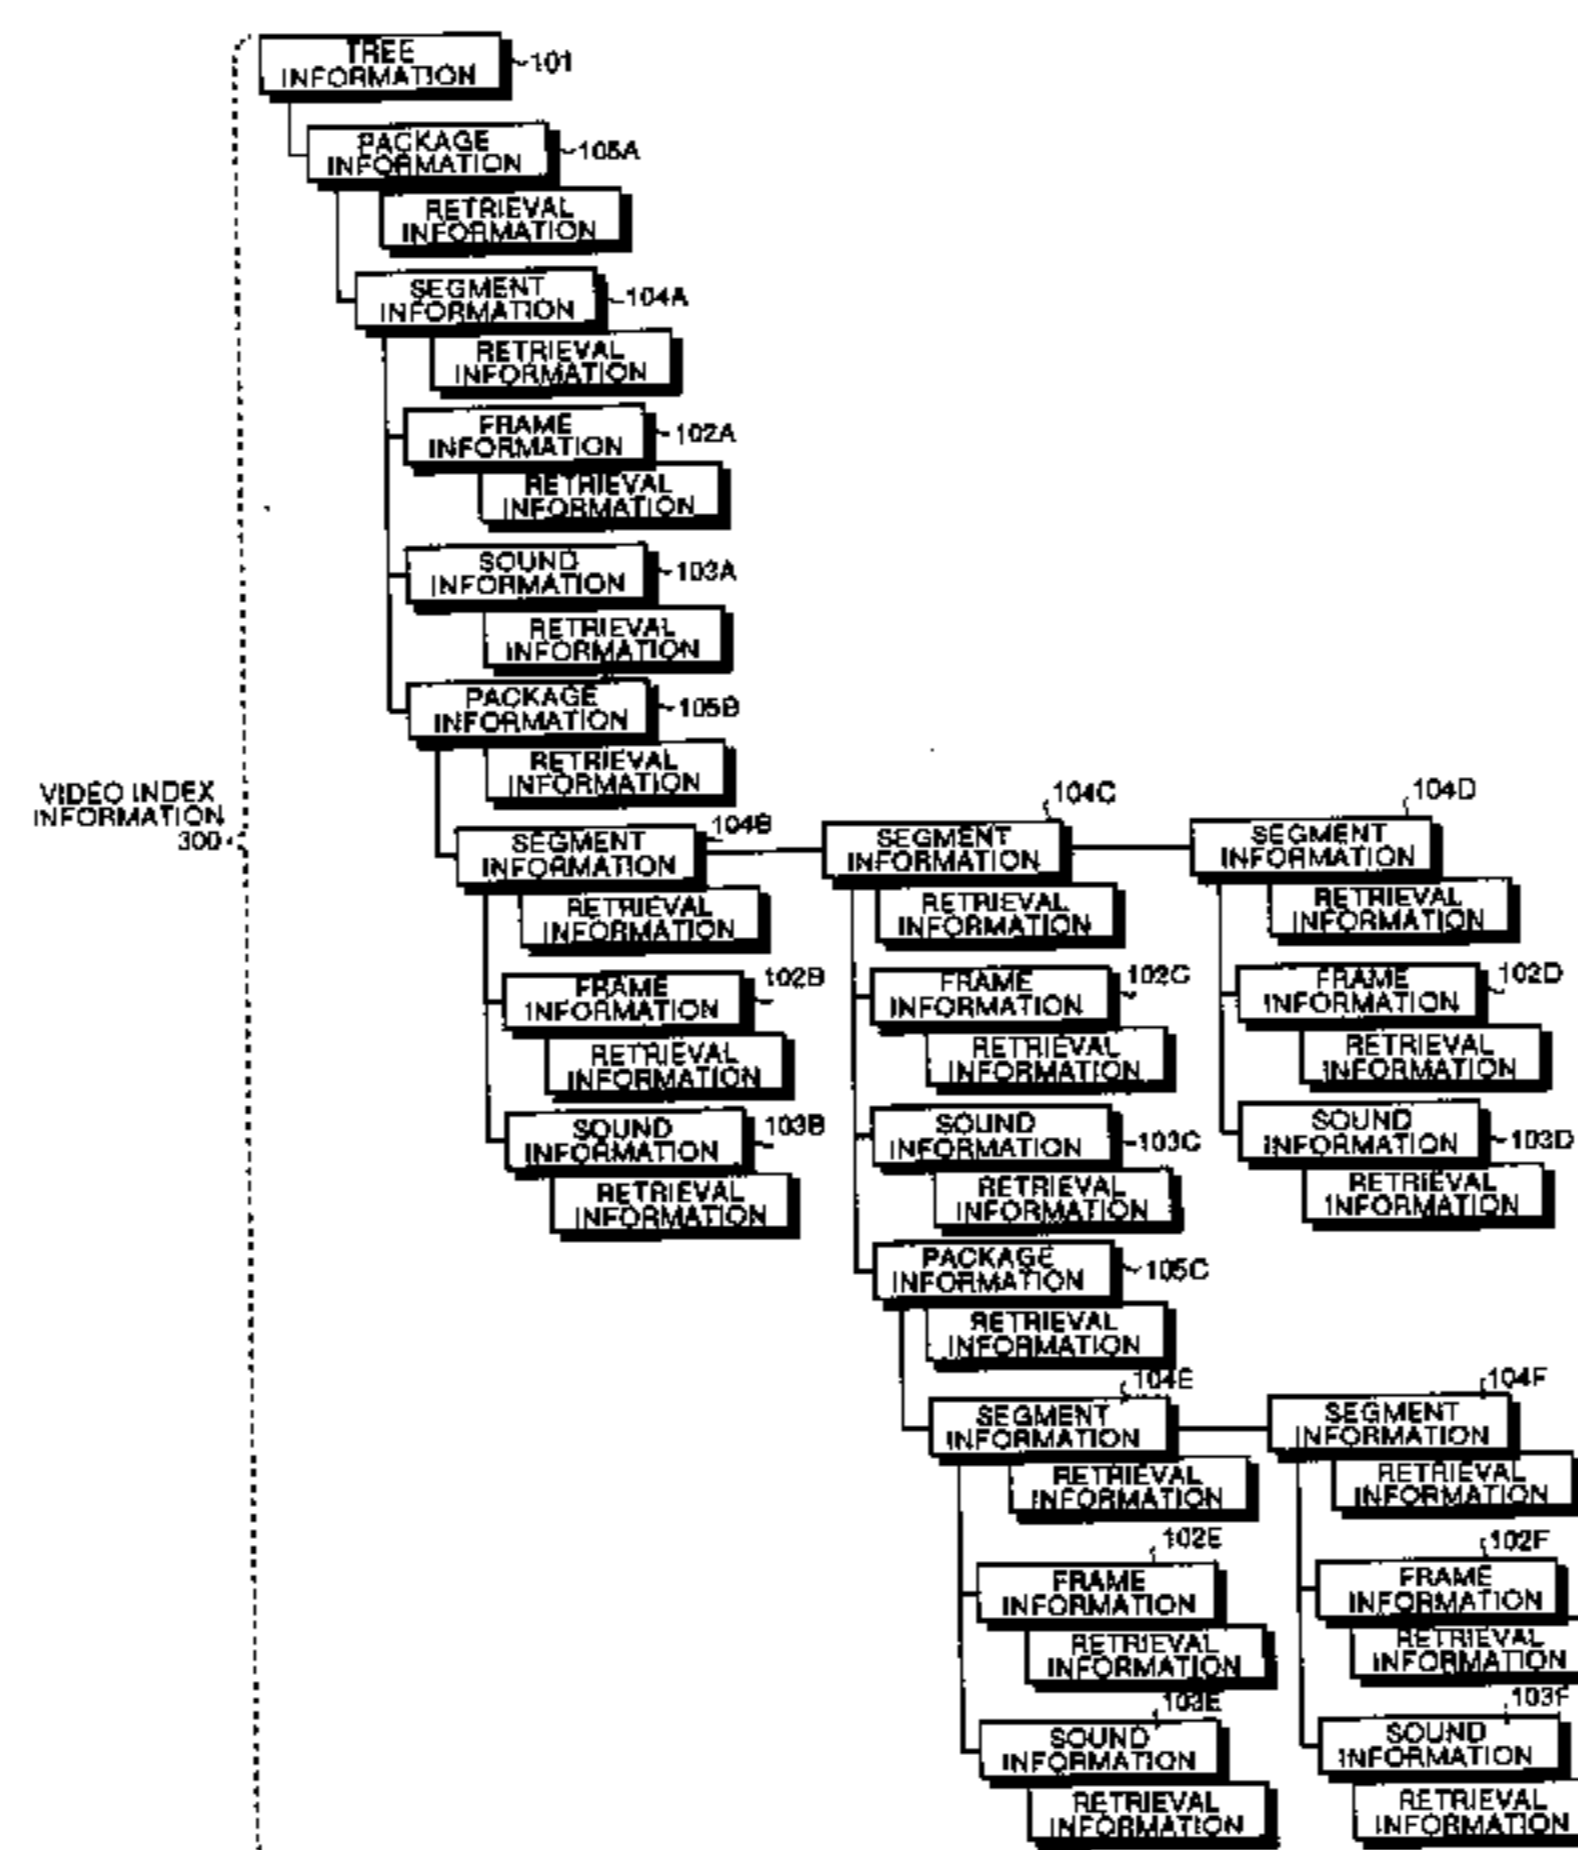 TREE
INFORMATION
101
PACKAGE
INFORMATION
105A
RETRIEVAL
INFORMATION
SEGMENT
INFORMATION
104A
RETRIEVAL
INFORMATION
FRAME
INFORMATION
102A
RETRIEVAL
INFORMATION
SOUND
INFORMATION
103A
RETRIEVAL
INFORMATION
PACKAGE
INFORMATION
105B
RETRIEVAL
INFORMATION
VIDEO INDEX
INFORMATION
300
SEGMENT
INFORMATION
104B
RETRIEVAL
INFORMATION
FRAME
INFORMATION
102B
RETRIEVAL
INFORMATION
SOUND
INFORMATION
103B
RETRIEVAL
INFORMATION
SEGMENT
INFORMATION
104C
RETRIEVAL
INFORMATION
FRAME
INFORMATION
102C
RETRIEVAL
INFORMATION
SOUND
INFORMATION
103C
RETRIEVAL
INFORMATION
PACKAGE
INFORMATION
105C
RETRIEVAL
INFORMATION
SEGMENT
INFORMATION
104D
RETRIEVAL
INFORMATION
FRAME
INFORMATION
102D
RETRIEVAL
INFORMATION
SOUND
INFORMATION
103D
RETRIEVAL
INFORMATION
104E
SEGMENT
INFORMATION
RETRIEVAL
INFORMATION
102E
FRAME
INFORMATION
RETRIEVAL
INFORMATION
103E
SOUND
INFORMATION
RETRIEVAL
INFORMATION
104F
SEGMENT
INFORMATION
RETRIEVAL
INFORMATION
102F
FRAME
INFORMATION
RETRIEVAL
INFORMATION
103F
SOUND
INFORMATION
RETRIEVAL
INFORMATION